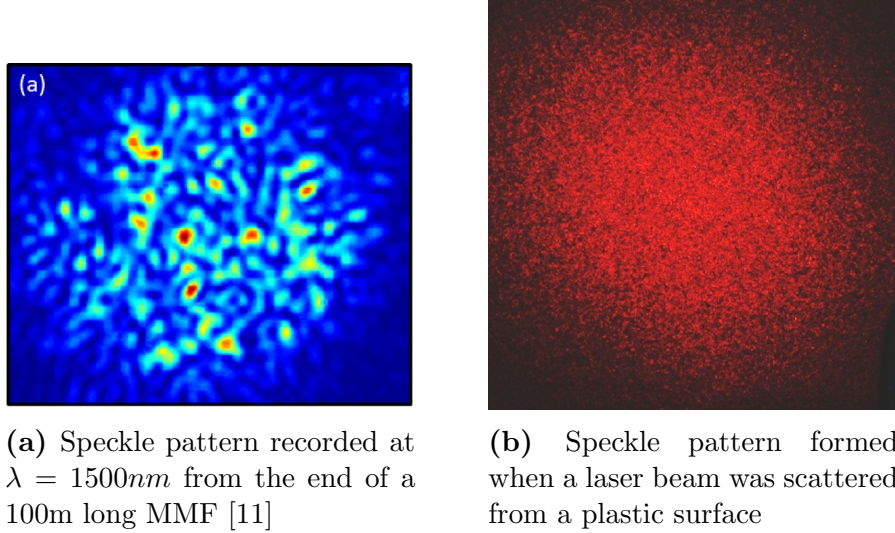 (a)
(a) Speckle pattern recorded at
λ = 1500nm from the end of a
100m long MMF [11]
(b) Speckle pattern formed
when a laser beam was scattered
from a plastic surface